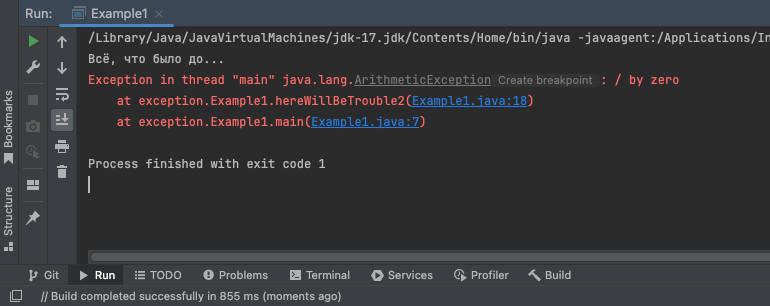 Run: Example1
/Library/Java/JavaVirtualMachines/jdk-17.jdk/Contents/Home/bin/java -javaagent:/Applications/In
Всё, что было до...
Exception in thread "main" java.lang.ArithmeticException Create breakpoint : / by zero
at exception.Example1.hereWillBeTrouble2(Example1.java:18)
at exception.Example1.main(Example1.java:7)
Process finished with exit code 1
Bookmarks
Structure
Git Run TODO Problems Terminal Services Profiler Build
// Build completed successfully in 855 ms (moments ago)